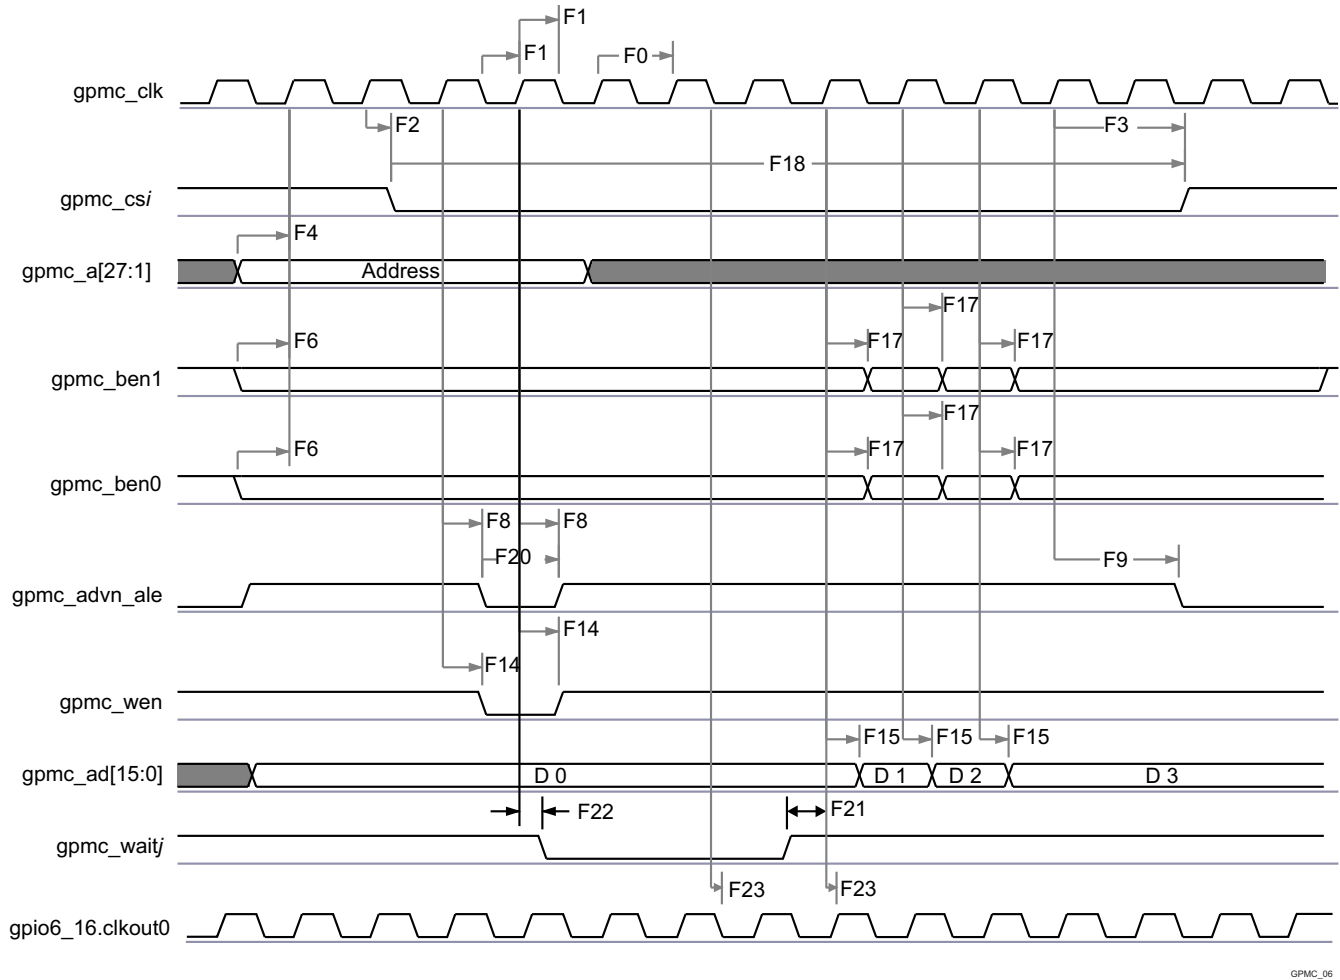 F1
F1
F0
gpmc_clk
F2
F3
F18
gpmc_csi
F4
gpmc_a[27:1]
Address
F17
F6
F17
F17
gpmc_ben1
F17
F6
F17
F17
gpmc_ben0
F8
F8
F20
F9
gpmc_advn_ale
F14
F14
gpmc_wen
F15
F15
F15
gpmc_ad[15:0]
D 0
D 1
D 2
D 3
F22
F21
gpmc_waitj
F23
F23
gpio6_16.clkout0
GPMC_06